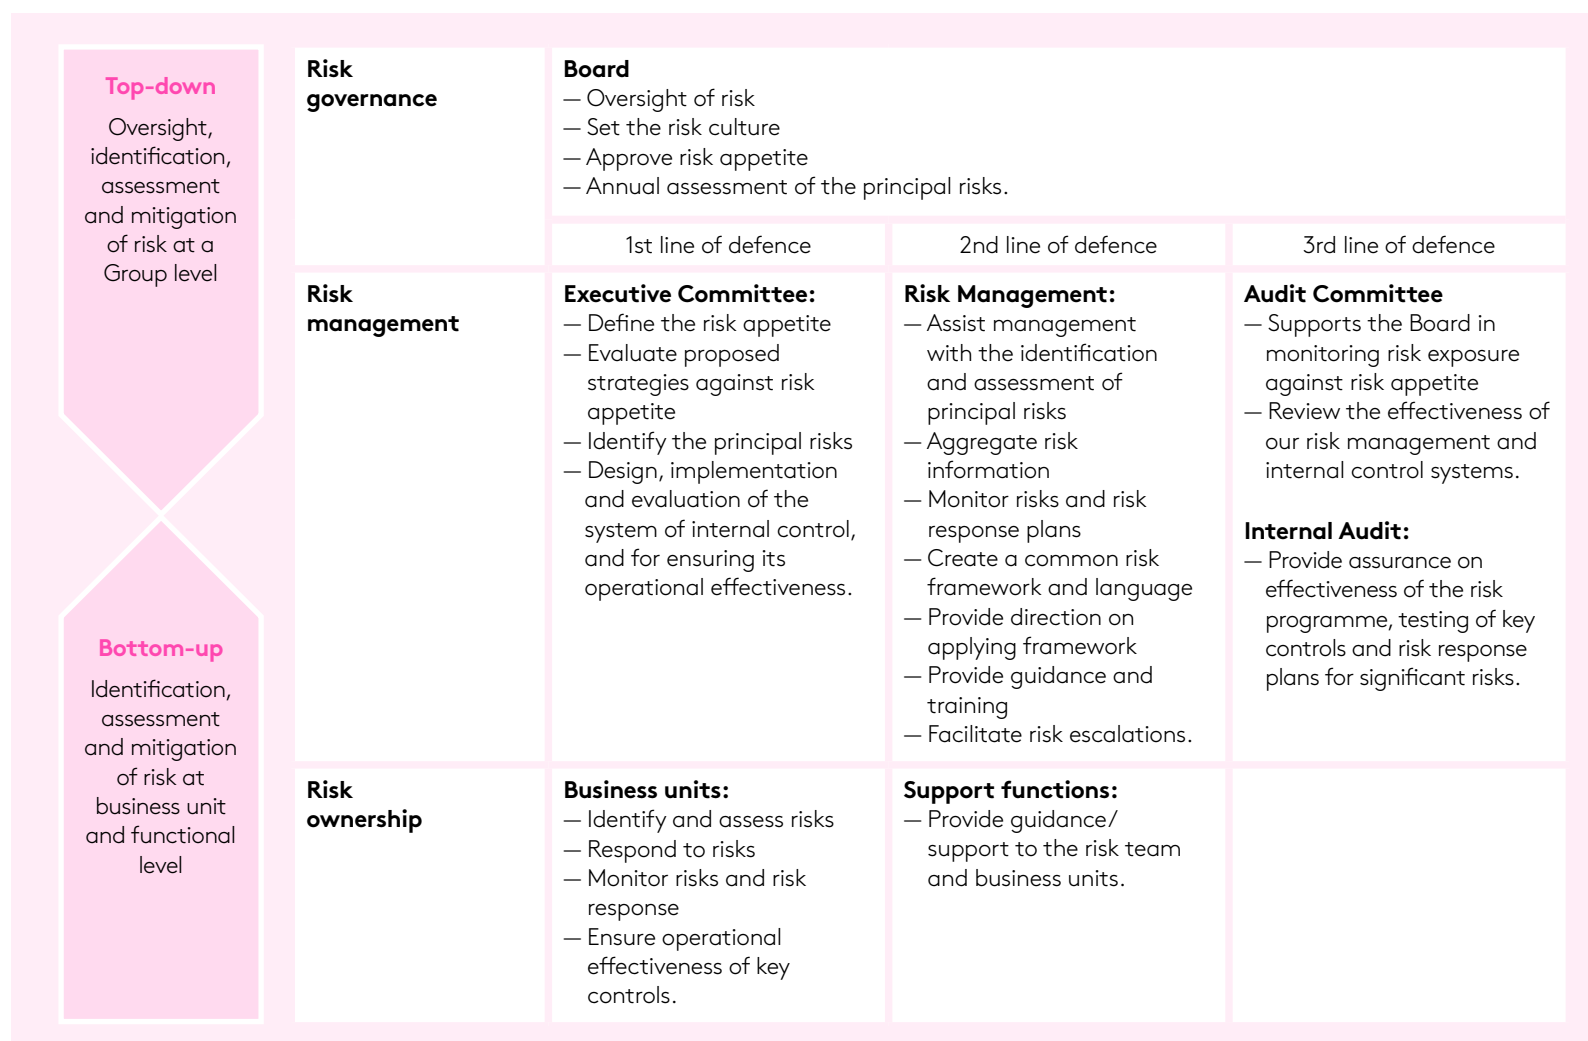 Top-down
Oversight,
identification,
assessment
and mitigation
of risk at a
Group level
Bottom-up
Identification,
assessment
and mitigation
of risk at
business unit
and functional
level
Risk
governance
Board
— Oversight of risk
— Set the risk culture
— Approve risk appetite
— Annual assessment of the principal risks.
1st line of defence
2nd line of defence
3rd line of defence
Risk
management
Executive Committee:
— Define the risk appetite
— Evaluate proposed
strategies against risk
appetite
— Identify the principal risks
— Design, implementation
and evaluation of the
system of internal control,
and for ensuring its
operational effectiveness.
Risk Management:
— Assist management
with the identification
and assessment of
principal risks
— Aggregate risk
information
— Monitor risks and risk
response plans
— Create a common risk
framework and language
— Provide direction on
applying framework
— Provide guidance and
training
— Facilitate risk escalations.
Audit Committee
— Supports the Board in
monitoring risk exposure
against risk appetite
— Review the effectiveness of
our risk management and
internal control systems.
Internal Audit:
— Provide assurance on
effectiveness of the risk
programme, testing of key
controls and risk response
plans for significant risks.
Risk
ownership
Business units:
— Identify and assess risks
— Respond to risks
— Monitor risks and risk
response
— Ensure operational
effectiveness of key
controls.
Support functions:
— Provide guidance/
support to the risk team
and business units.